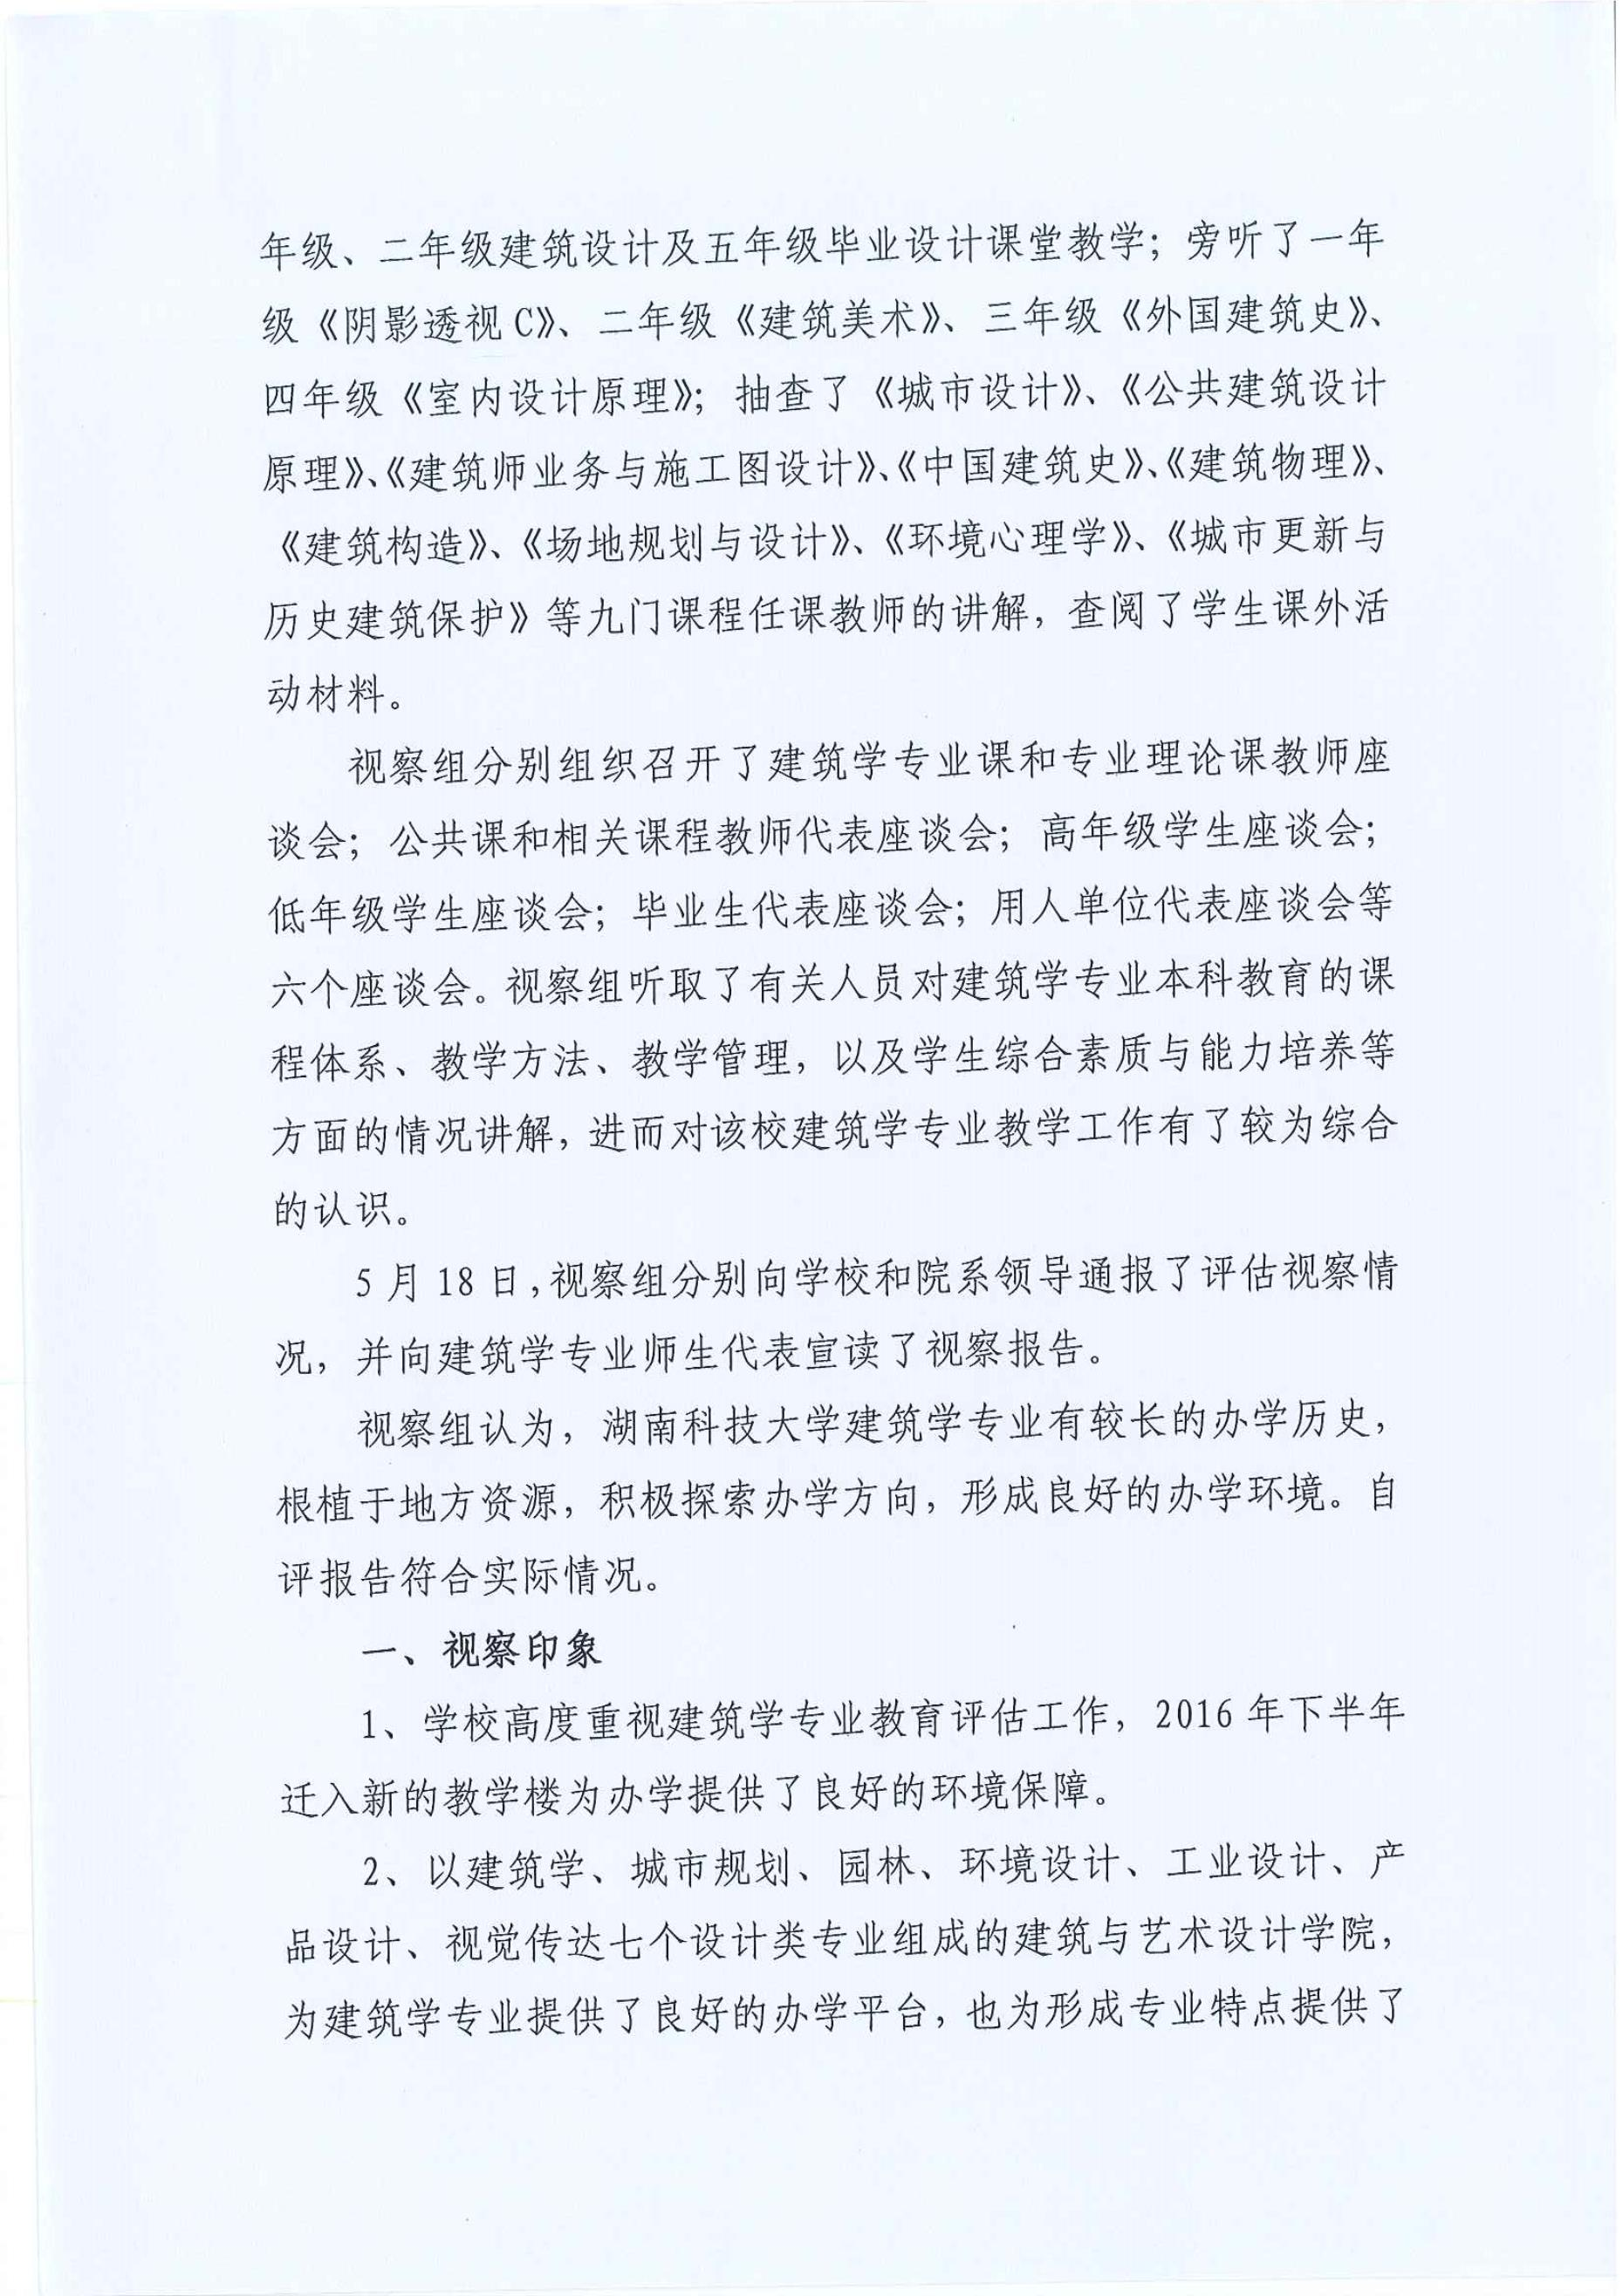 年级、二年级建筑设计及五年级毕业设计课堂教学；旁听了一年
级《阴影透视 C》、二年级《建筑美术》、三年级《外国建筑史》、
四年级《室内设计原理》；抽查了《城市设计》、《公共建筑设计
原理》、《建筑师业务与施工图设计》、《中国建筑史》、《建筑物理》、
《建筑构造》、《场地规划与设计》、《环境心理学》、《城市更新与
历史建筑保护》等九门课程任课教师的讲解，查阅了学生课外活
动材料。
视察组分别组织召开了建筑学专业课和专业理论课教师座
谈会；公共课和相关课程教师代表座谈会；高年级学生座谈会；
低年级学生座谈会；毕业生代表座谈会；用人单位代表座谈会等
六个座谈会。视察组听取了有关人员对建筑学专业本科教育的课
程体系、教学方法、教学管理，以及学生综合素质与能力培养等
方面的情况讲解，进而对该校建筑学专业教学工作有了较为综合
的认识。
5 月 18 日，视察组分别向学校和院系领导通报了评估视察情
况，并向建筑学专业师生代表宣读了视察报告。
视察组认为，湖南科技大学建筑学专业有较长的办学历史，
根植于地方资源，积极探索办学方向，形成良好的办学环境。自
评报告符合实际情况。
一、视察印象
1、学校高度重视建筑学专业教育评估工作，2016 年下半年
迁入新的教学楼为办学提供了良好的环境保障。
2、以建筑学、城市规划、园林、环境设计、工业设计、产
品设计、视觉传达七个设计类专业组成的建筑与艺术设计学院，
为建筑学专业提供了良好的办学平台，也为形成专业特点提供了